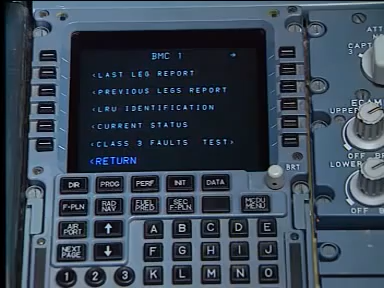 BMC 1
<LAST LEG REPORT
<PREVIOUS LEGS REPORT
<LRU IDENTIFICATION
<CURRENT STATUS
<CLASS 3 FAULTS TEST>
<RETURN
BRT
DIR PROG PERF INIT DATA
F-PLN RAD NAV FUEL PRED SEC F-PLN MCDU MENU
AIR PORT ↑ A B C D E
NEXT PAGE ↓ F G H I J
1 2 3 K L M N O
CAPT
3
ECAM
UPPER
OFF
LOWER
OFF